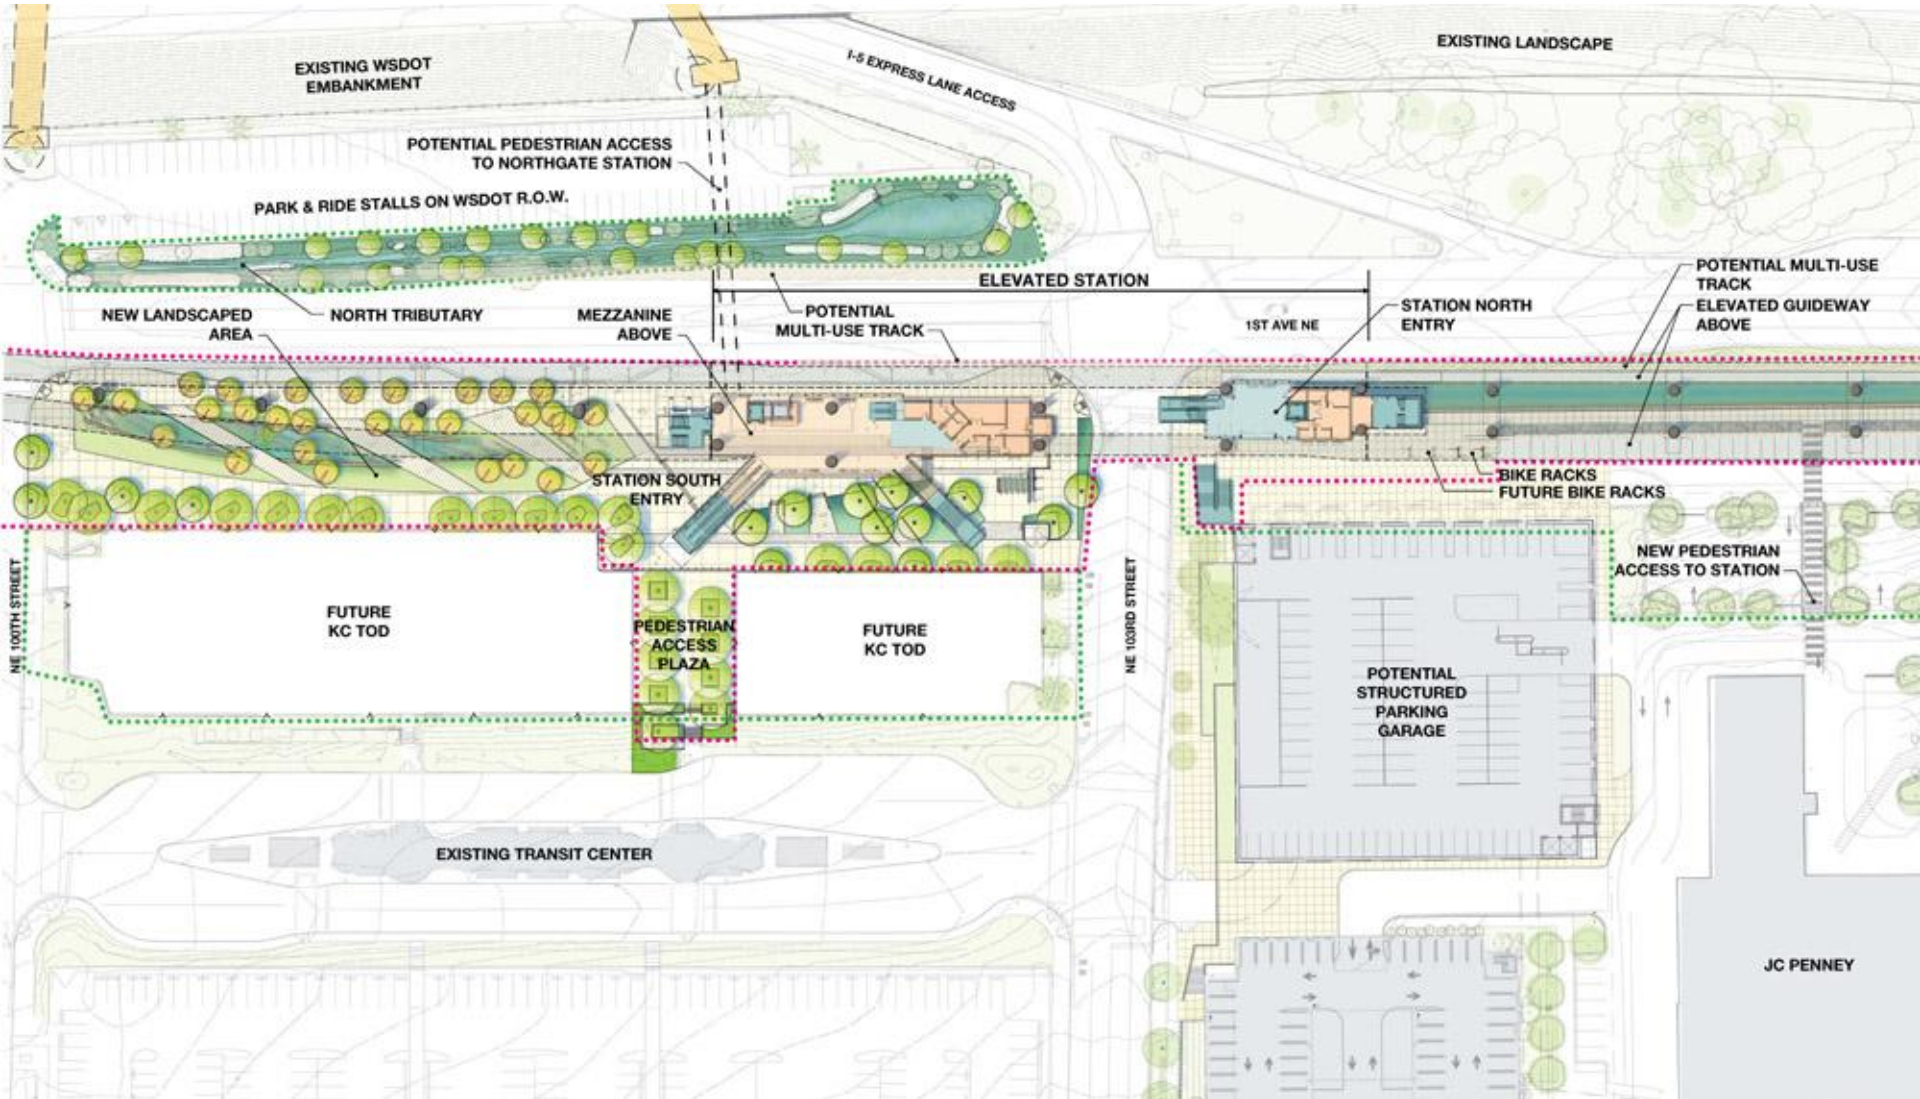 EXISTING WSDOT
EMBANKMENT
I-5 EXPRESS LANE ACCESS
EXISTING LANDSCAPE
POTENTIAL PEDESTRIAN ACCESS
TO NORTHGATE STATION
PARK & RIDE STALLS ON WSDOT R.O.W.
ELEVATED STATION
POTENTIAL MULTI-USE
TRACK
NEW LANDSCAPED
AREA
NORTH TRIBUTARY
MEZZANINE
ABOVE
POTENTIAL
MULTI-USE TRACK
1ST AVE NE
STATION NORTH
ENTRY
ELEVATED GUIDEWAY
ABOVE
STATION SOUTH
ENTRY
BIKE RACKS
FUTURE BIKE RACKS
NE 100TH STREET
FUTURE
KC TOD
PEDESTRIAN
ACCESS
PLAZA
FUTURE
KC TOD
NE 103RD STREET
NEW PEDESTRIAN
ACCESS TO STATION
POTENTIAL
STRUCTURED
PARKING
GARAGE
EXISTING TRANSIT CENTER
JC PENNEY